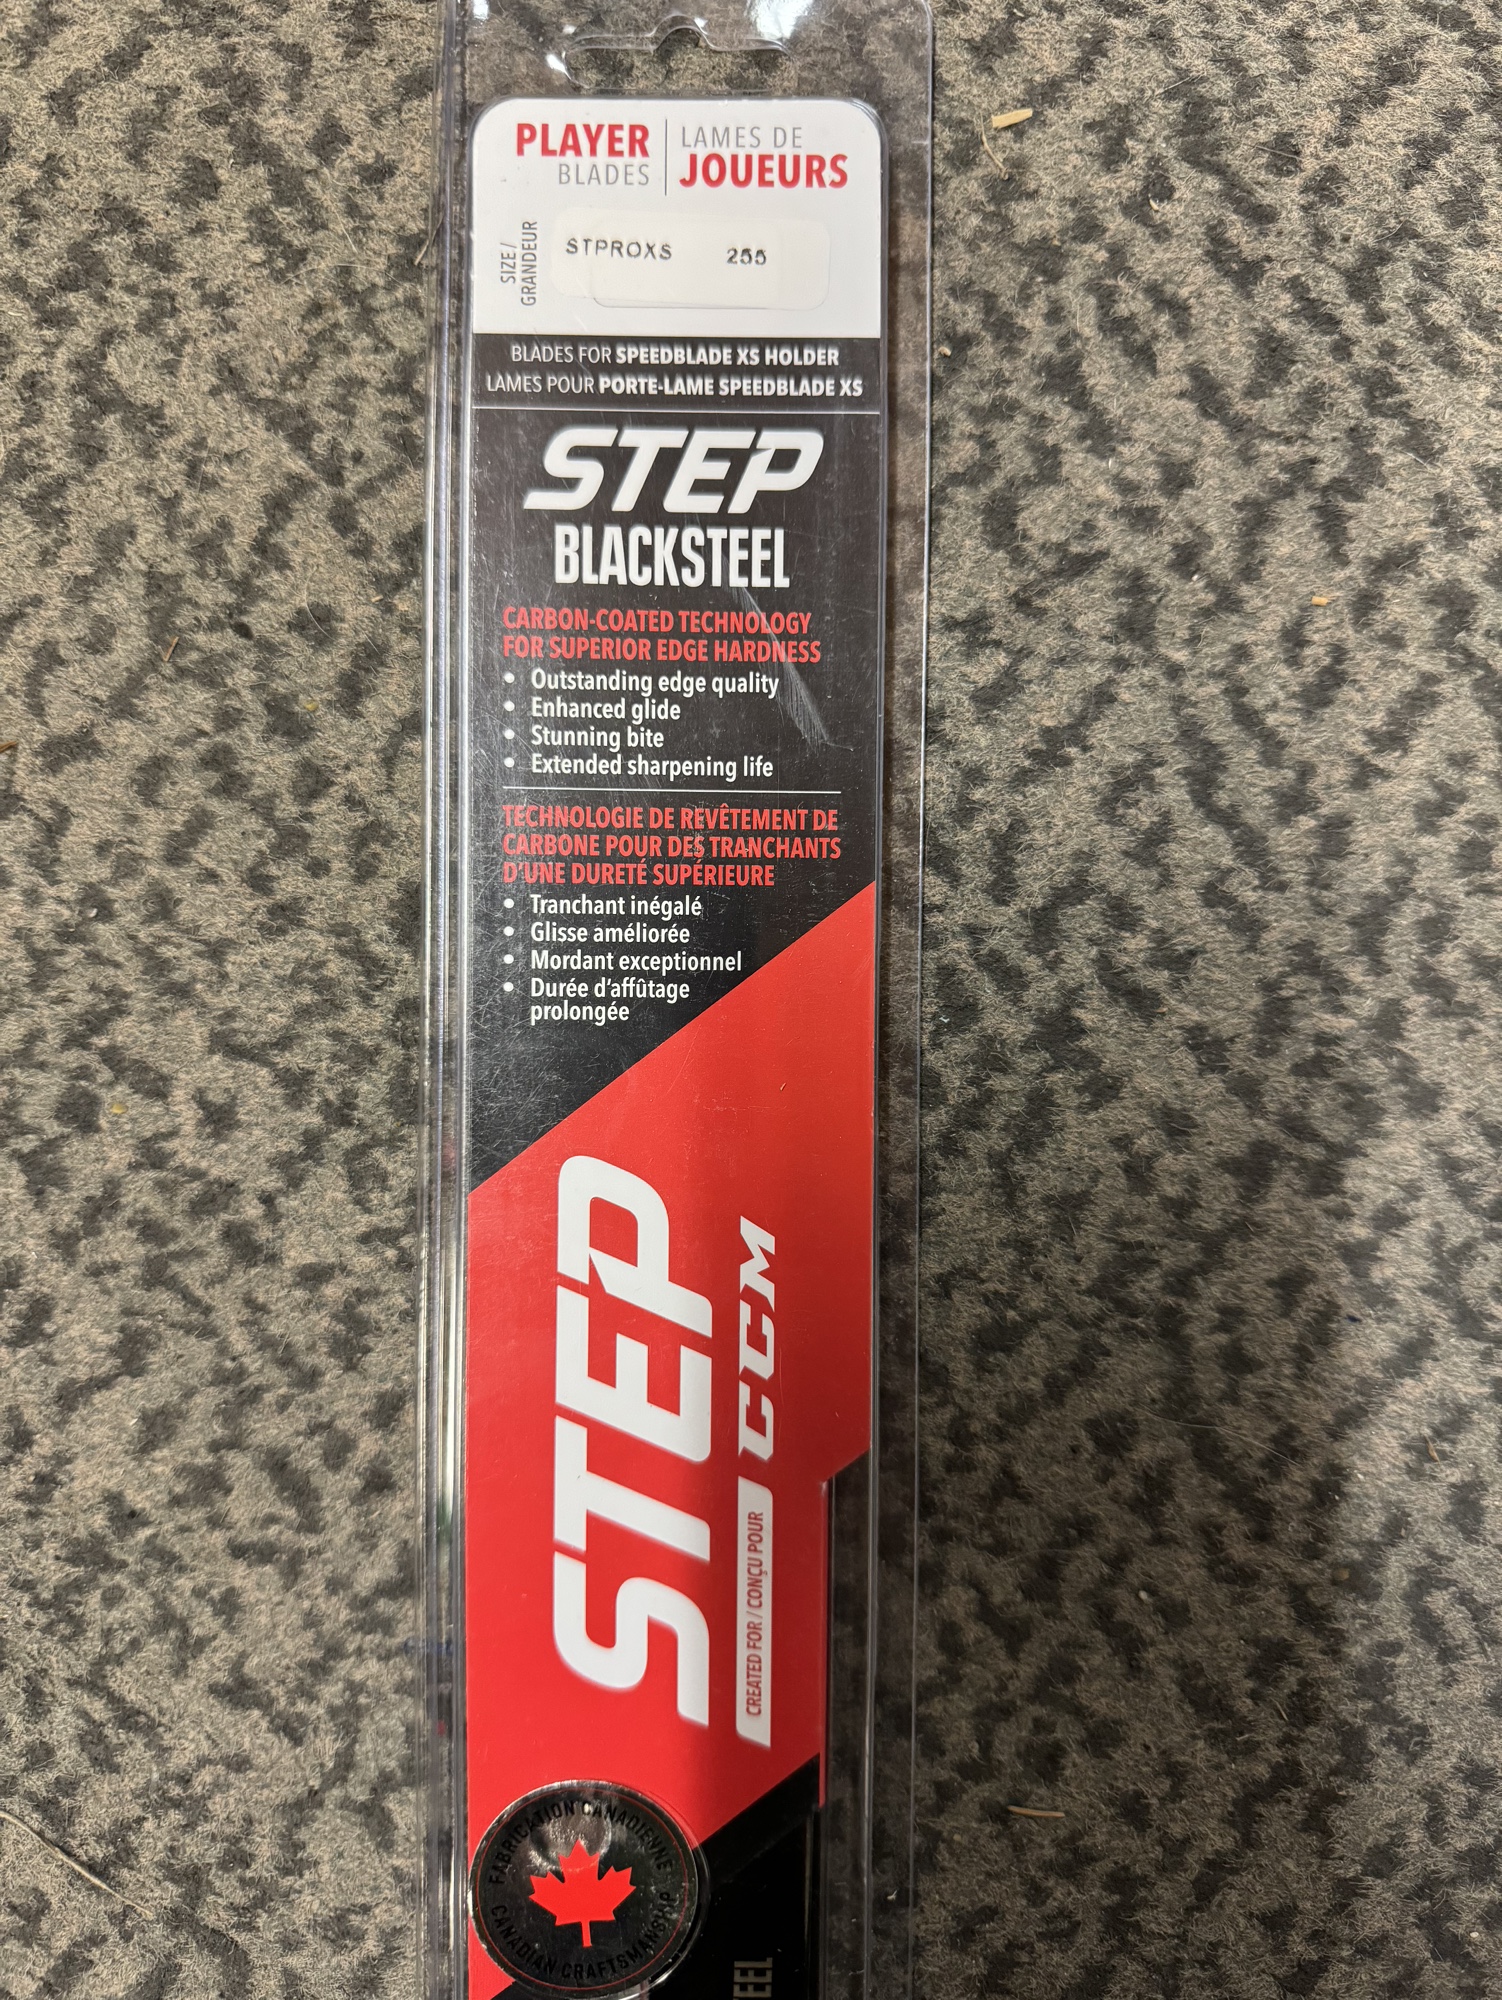 PLAYER
BLADES
LAMES DE
JOUEURS
SIZE /
GRANDEUR
STPROXS 255
BLADES FOR SPEEDBLADE XS HOLDER
LAMES POUR PORTE-LAME SPEEDBLADE XS
STEP
BLACKSTEEL
CARBON-COATED TECHNOLOGY
FOR SUPERIOR EDGE HARDNESS
• Outstanding edge quality
• Enhanced glide
• Stunning bite
• Extended sharpening life
TECHNOLOGIE DE REVÊTEMENT DE
CARBONE POUR DES TRANCHANTS
D'UNE DURETÉ SUPÉRIEURE
• Tranchant inégalé
• Glisse améliorée
• Mordant exceptionnel
• Durée d'affûtage
prolongée
STEP
CREATED FOR / CONÇU POUR CCM
FABRICATION CANADIENNE
CANADIAN CRAFTSMANSHIP